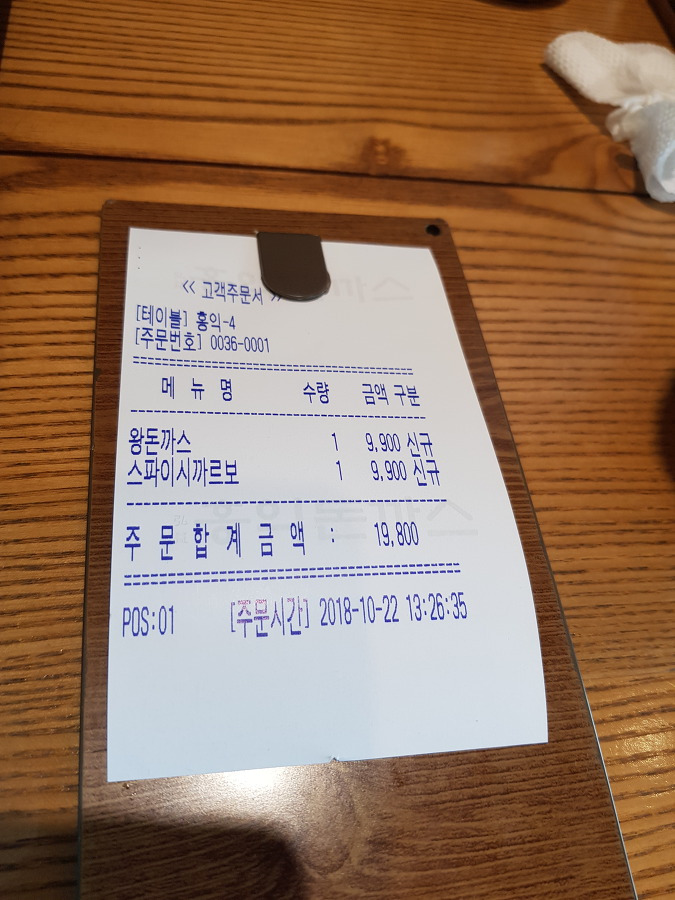 << 고객주문서 >>
[테이블] 홍익-4
[주문번호] 0036-0001
메 뉴 명 수량 금액 구분
왕돈까스 1 9,900 신규
스파이시까르보 1 9,900 신규
주 문 합 계 금 액 : 19,800
POS:01 [주문시간] 2018-10-22 13:26:35